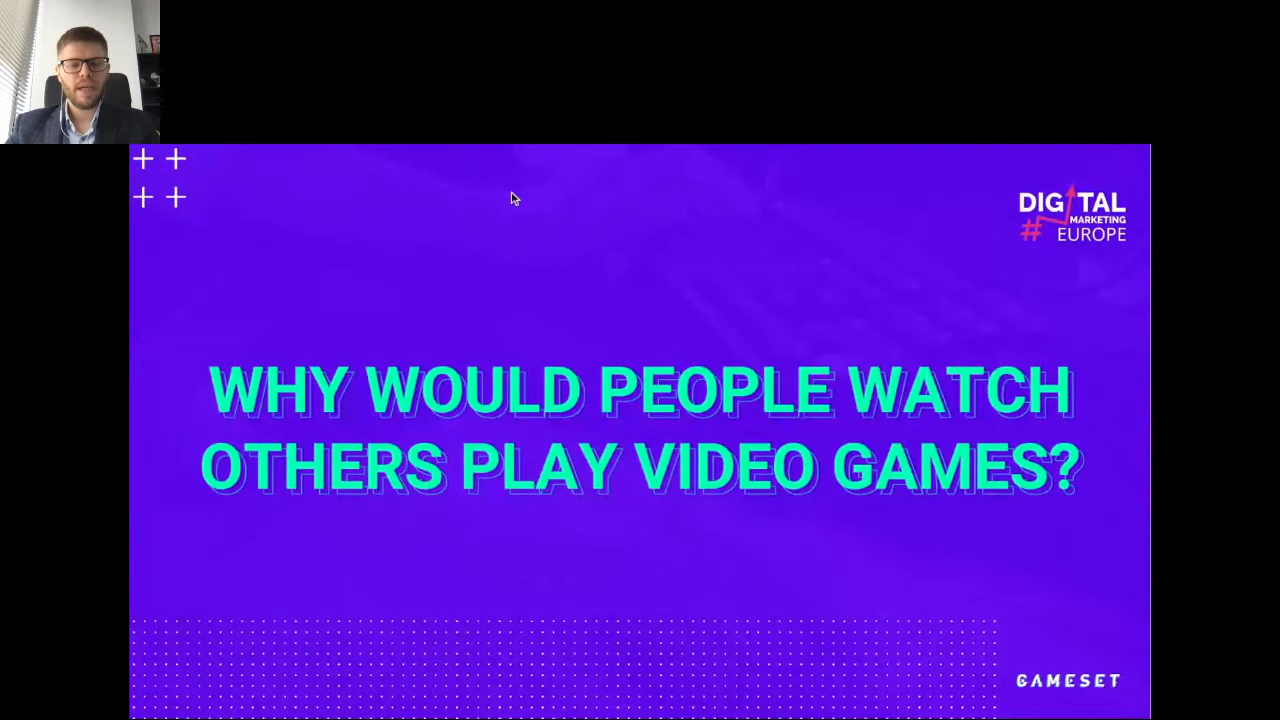 DIGITAL
MARKETING
# EUROPE
WHY WOULD PEOPLE WATCH
OTHERS PLAY VIDEO GAMES?
GAMESET